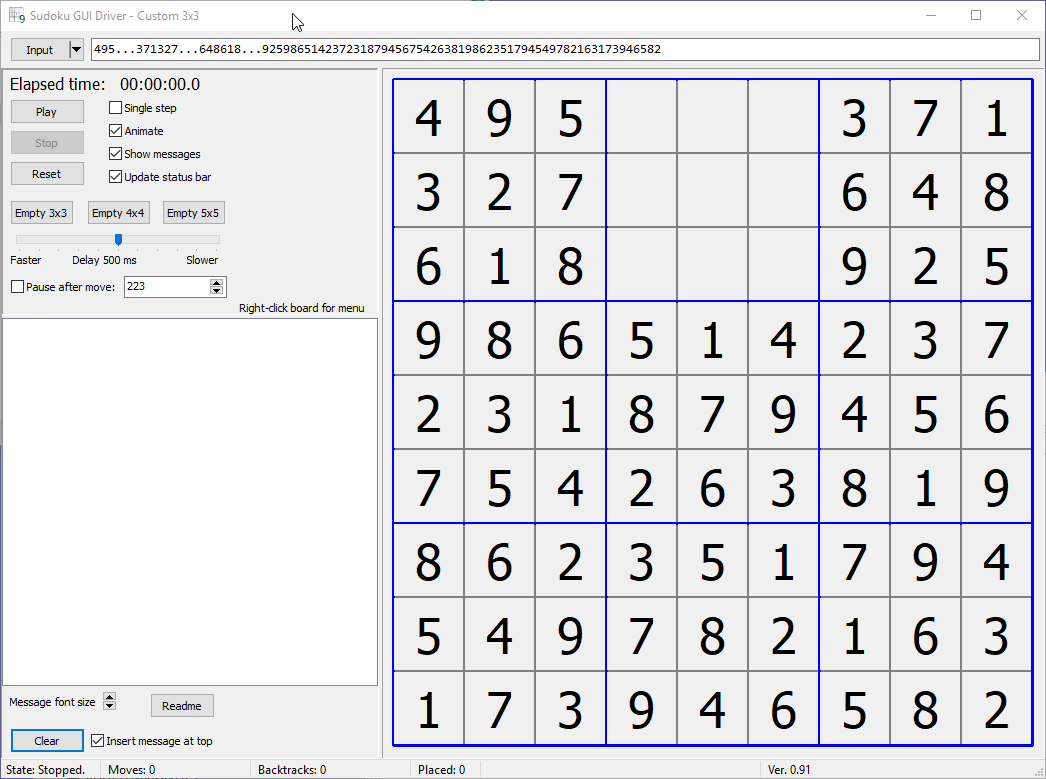 Sudoku GUI Driver - Custom 3x3
Input 495...371327...648618...925986514237231879456754263819862351794549782163173946582
Elapsed time: 00:00:00.0
Play Single step
Animate
Stop Show messages
Reset Update status bar
Empty 3x3 Empty 4x4 Empty 5x5
Faster Delay 500 ms Slower
Pause after move: 223
Right-click board for menu
Message font size Readme
Clear Insert message at top
4 9 5 3 7 1
3 2 7 6 4 8
6 1 8 9 2 5
9 8 6 5 1 4 2 3 7
2 3 1 8 7 9 4 5 6
7 5 4 2 6 3 8 1 9
8 6 2 3 5 1 7 9 4
5 4 9 7 8 2 1 6 3
1 7 3 9 4 6 5 8 2
State: Stopped. Moves: 0 Backtracks: 0 Placed: 0 Ver. 0.91